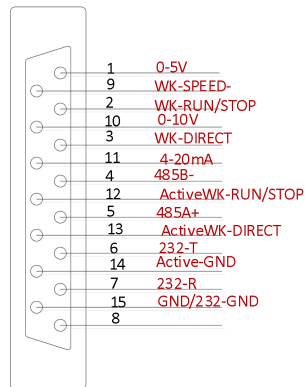 1 0-5V
9 WK-SPEED-
2 WK-RUN/STOP
10 0-10V
3 WK-DIRECT
11 4-20mA
4 485B-
12 ActiveWK-RUN/STOP
5 485A+
13 ActiveWK-DIRECT
6 232-T
14 Active-GND
7 232-R
15 GND/232-GND
8